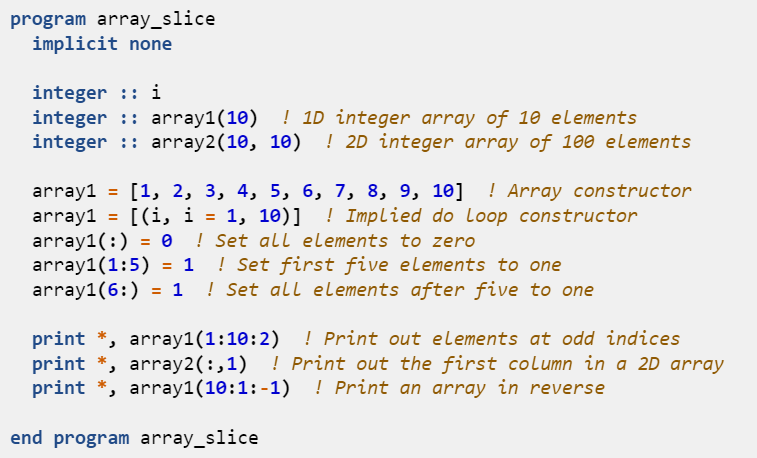 program array_slice
  implicit none

  integer :: i
  integer :: array1(10)  ! 1D integer array of 10 elements
  integer :: array2(10, 10)  ! 2D integer array of 100 elements

  array1 = [1, 2, 3, 4, 5, 6, 7, 8, 9, 10]  ! Array constructor
  array1 = [(i, i = 1, 10)]  ! Implied do loop constructor
  array1(:) = 0  ! Set all elements to zero
  array1(1:5) = 1  ! Set first five elements to one
  array1(6:) = 1  ! Set all elements after five to one

  print *, array1(1:10:2)  ! Print out elements at odd indices
  print *, array2(:,1)  ! Print out the first column in a 2D array
  print *, array1(10:1:-1)  ! Print an array in reverse

end program array_slice